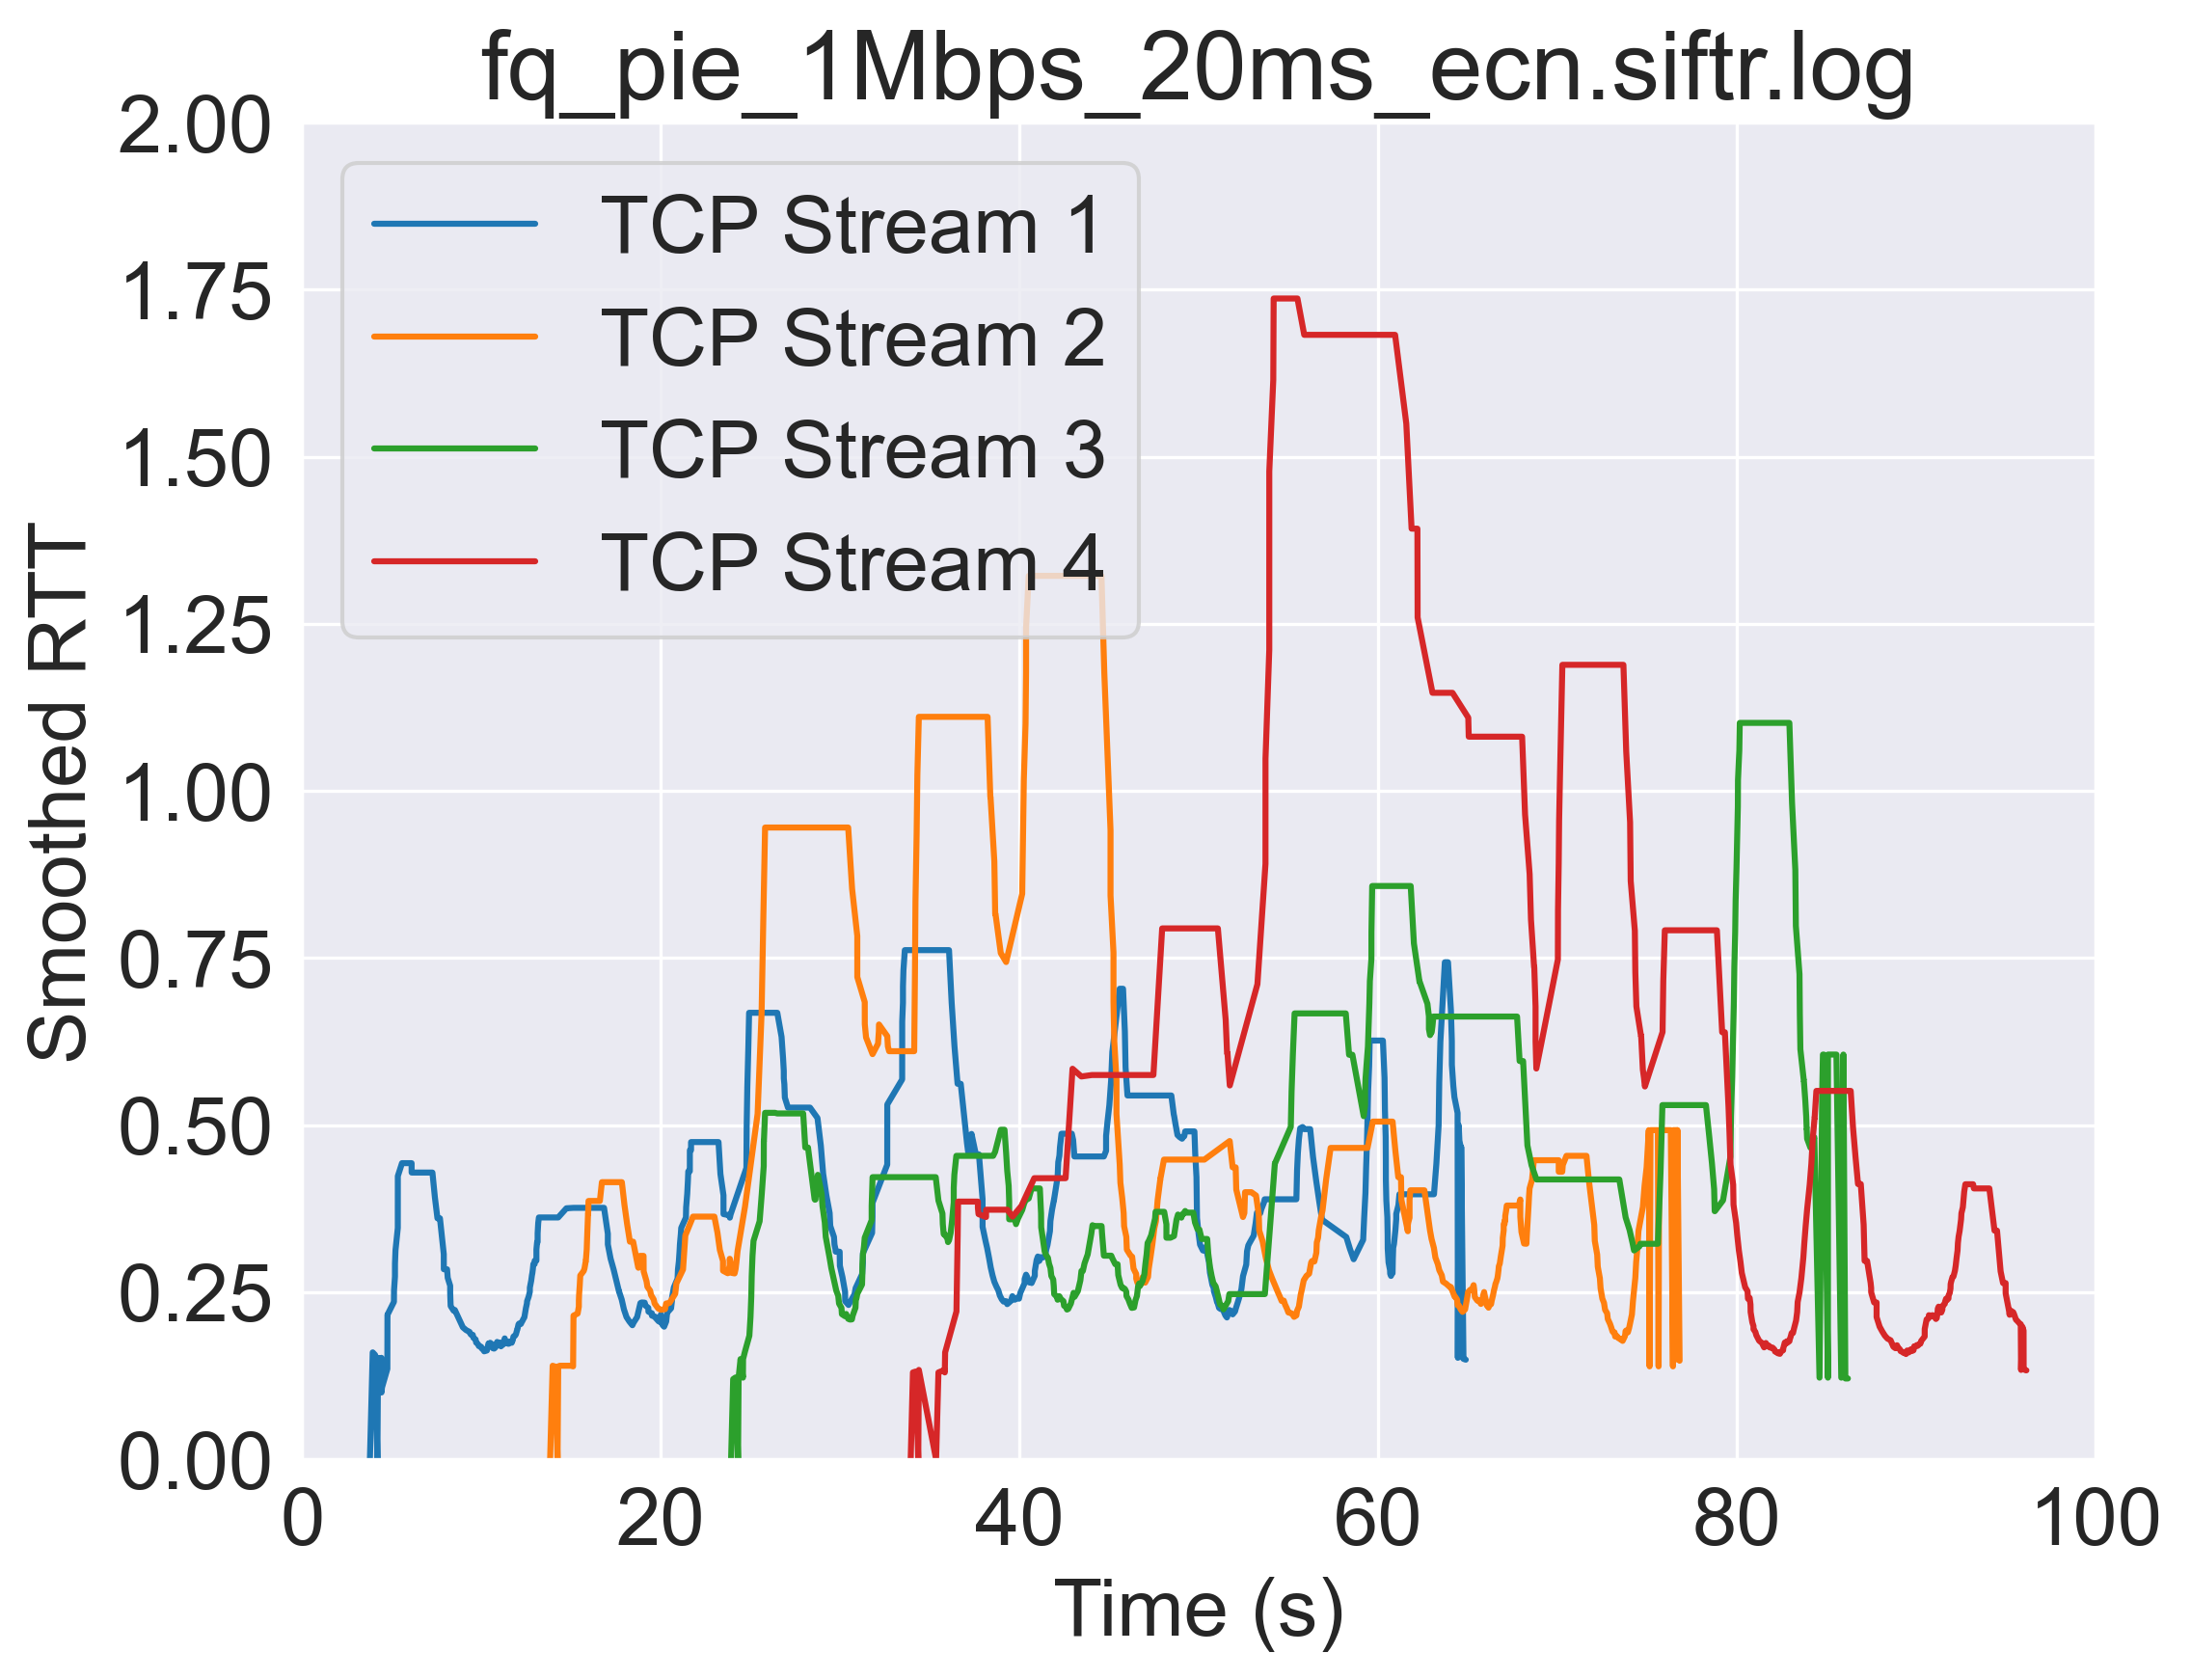 fq_pie_1Mbps_20ms_ecn.siftr.log
2.00
1.75
1.50
1.25
1.00
0.75
0.50
0.25
0.00
Smoothed RTT
TCP Stream 1
TCP Stream 2
TCP Stream 3
TCP Stream 4
0 20 40 60 80 100
Time (s)